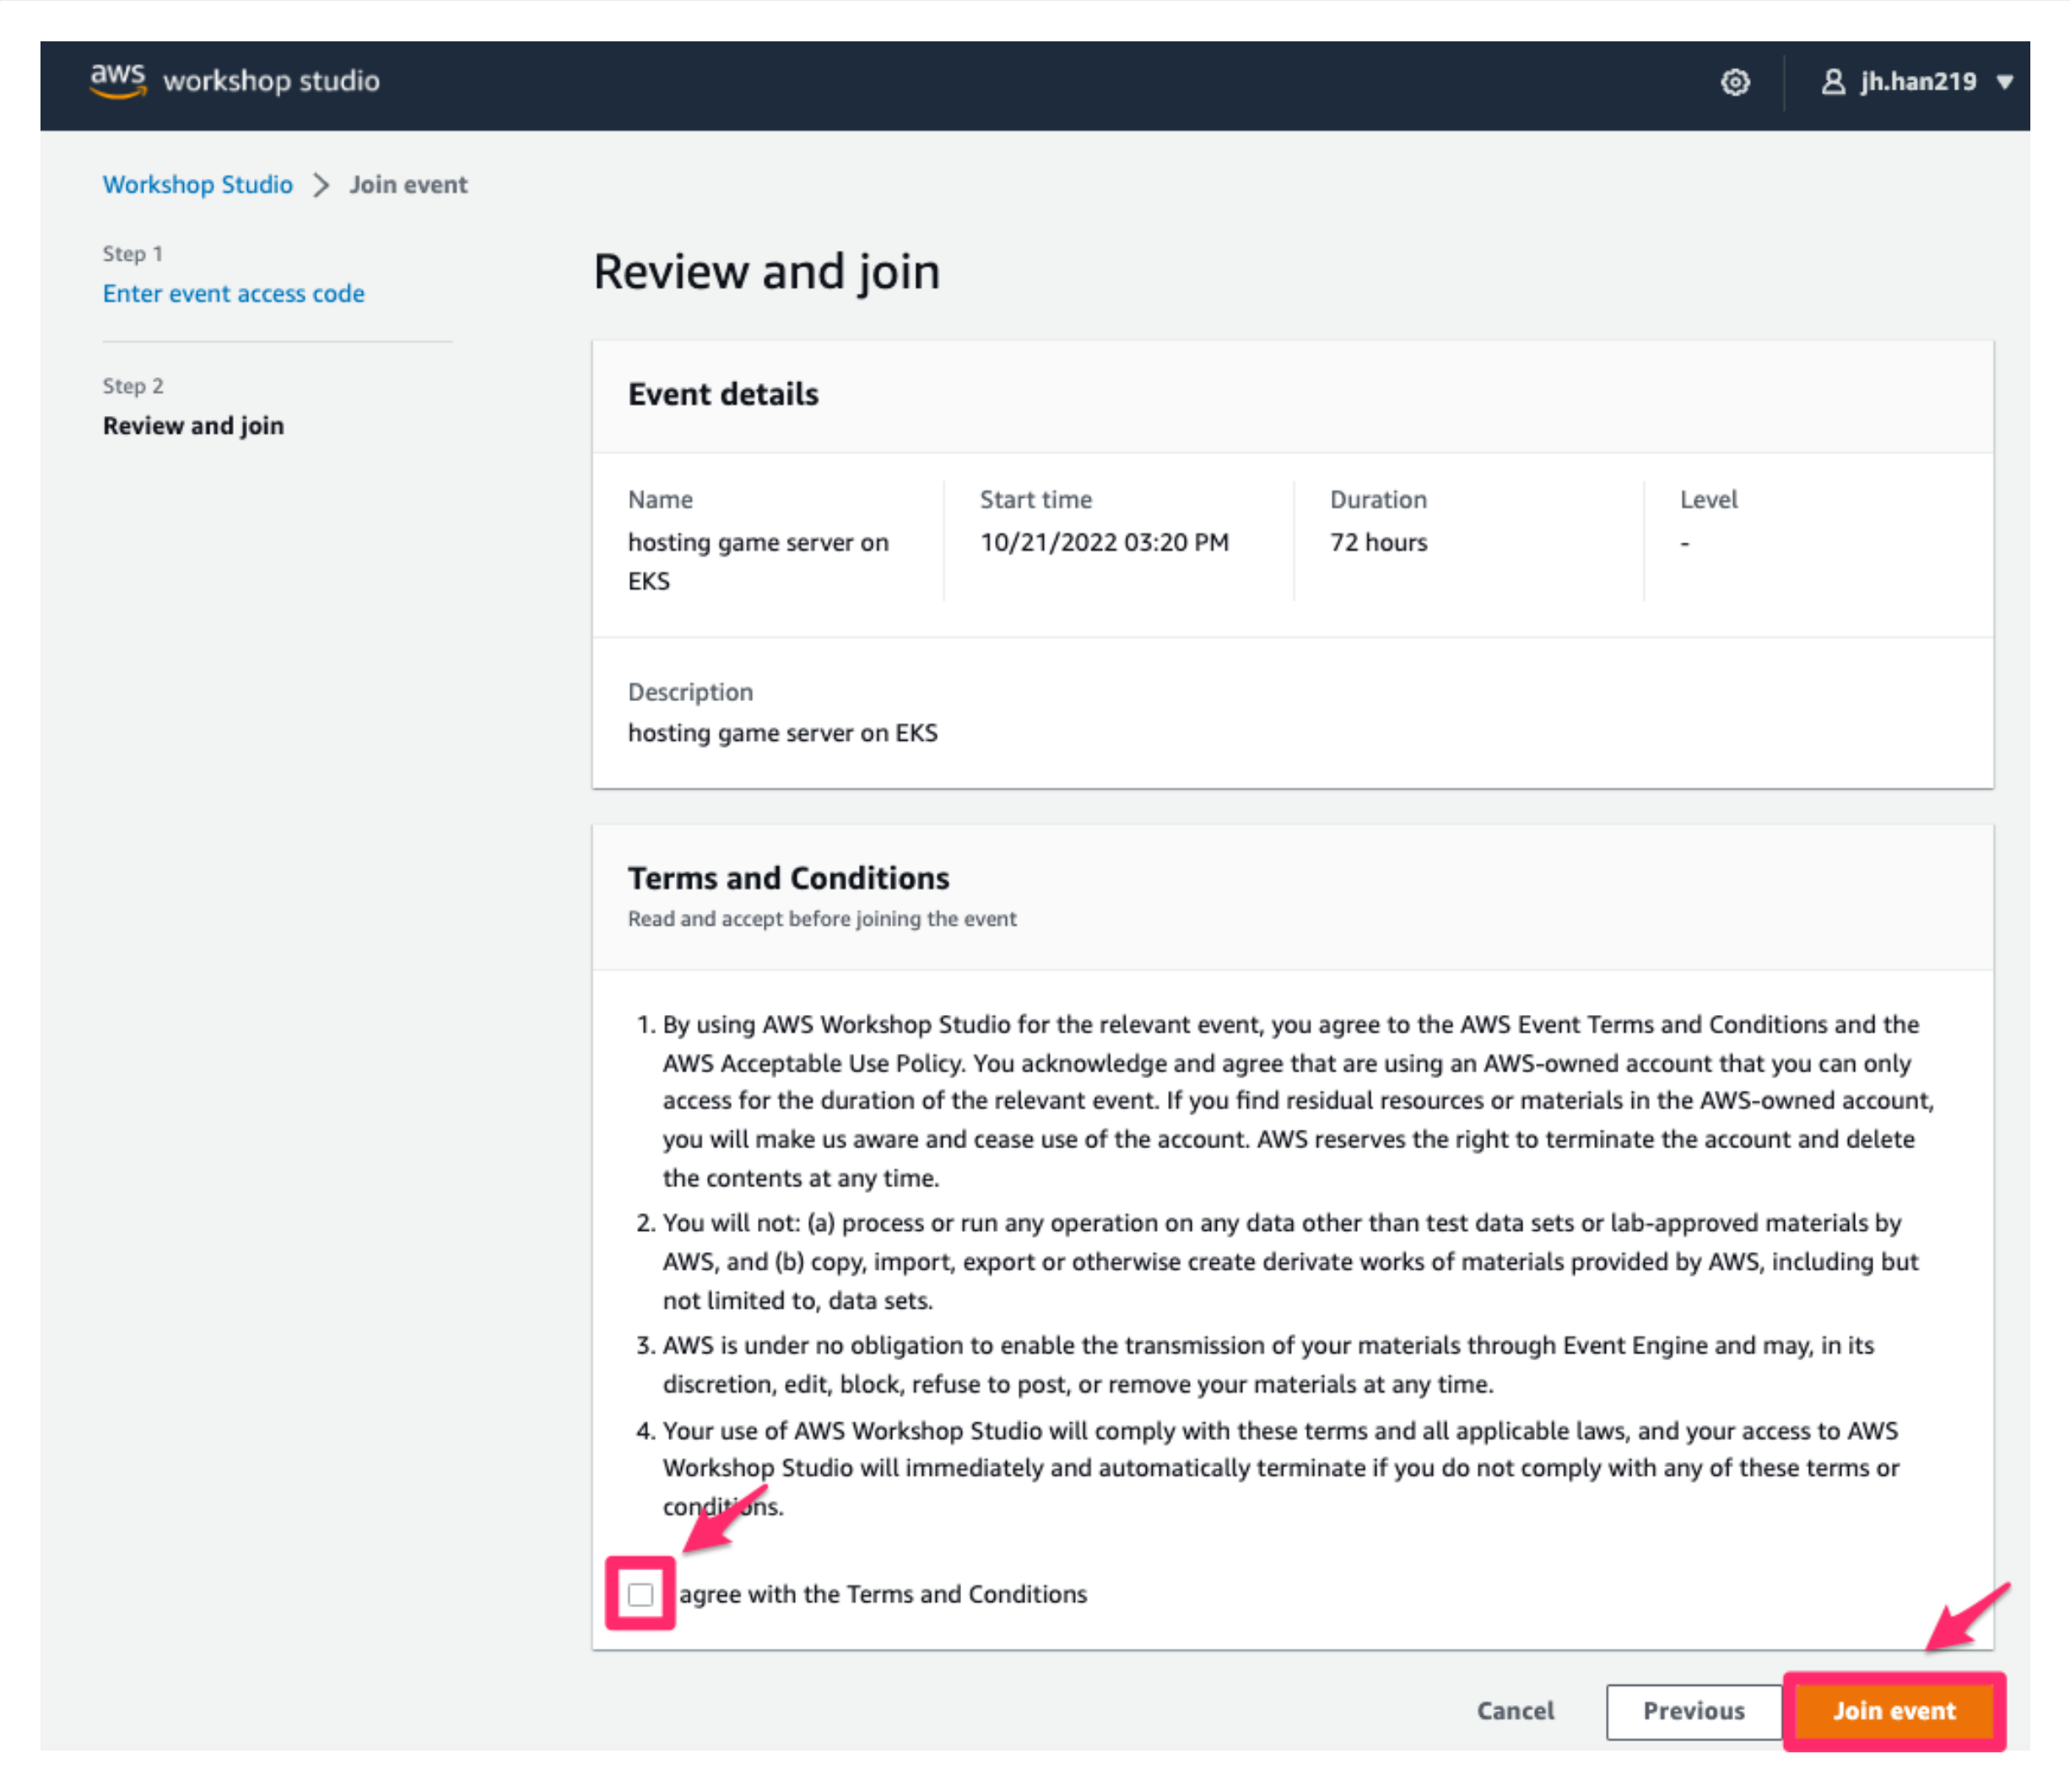 aws workshop studio
jh.han219
Workshop Studio > Join event
Step 1
Enter event access code
Step 2
Review and join
Review and join
Event details
Name
hosting game server on
EKS
Start time
10/21/2022 03:20 PM
Duration
72 hours
Level
-
Description
hosting game server on EKS
Terms and Conditions
Read and accept before joining the event
1. By using AWS Workshop Studio for the relevant event, you agree to the AWS Event Terms and Conditions and the
AWS Acceptable Use Policy. You acknowledge and agree that are using an AWS-owned account that you can only
access for the duration of the relevant event. If you find residual resources or materials in the AWS-owned account,
you will make us aware and cease use of the account. AWS reserves the right to terminate the account and delete
the contents at any time.
2. You will not: (a) process or run any operation on any data other than test data sets or lab-approved materials by
AWS, and (b) copy, import, export or otherwise create derivate works of materials provided by AWS, including but
not limited to, data sets.
3. AWS is under no obligation to enable the transmission of your materials through Event Engine and may, in its
discretion, edit, block, refuse to post, or remove your materials at any time.
4. Your use of AWS Workshop Studio will comply with these terms and all applicable laws, and your access to AWS
Workshop Studio will immediately and automatically terminate if you do not comply with any of these terms or
conditions.
agree with the Terms and Conditions
Cancel
Previous
Join event